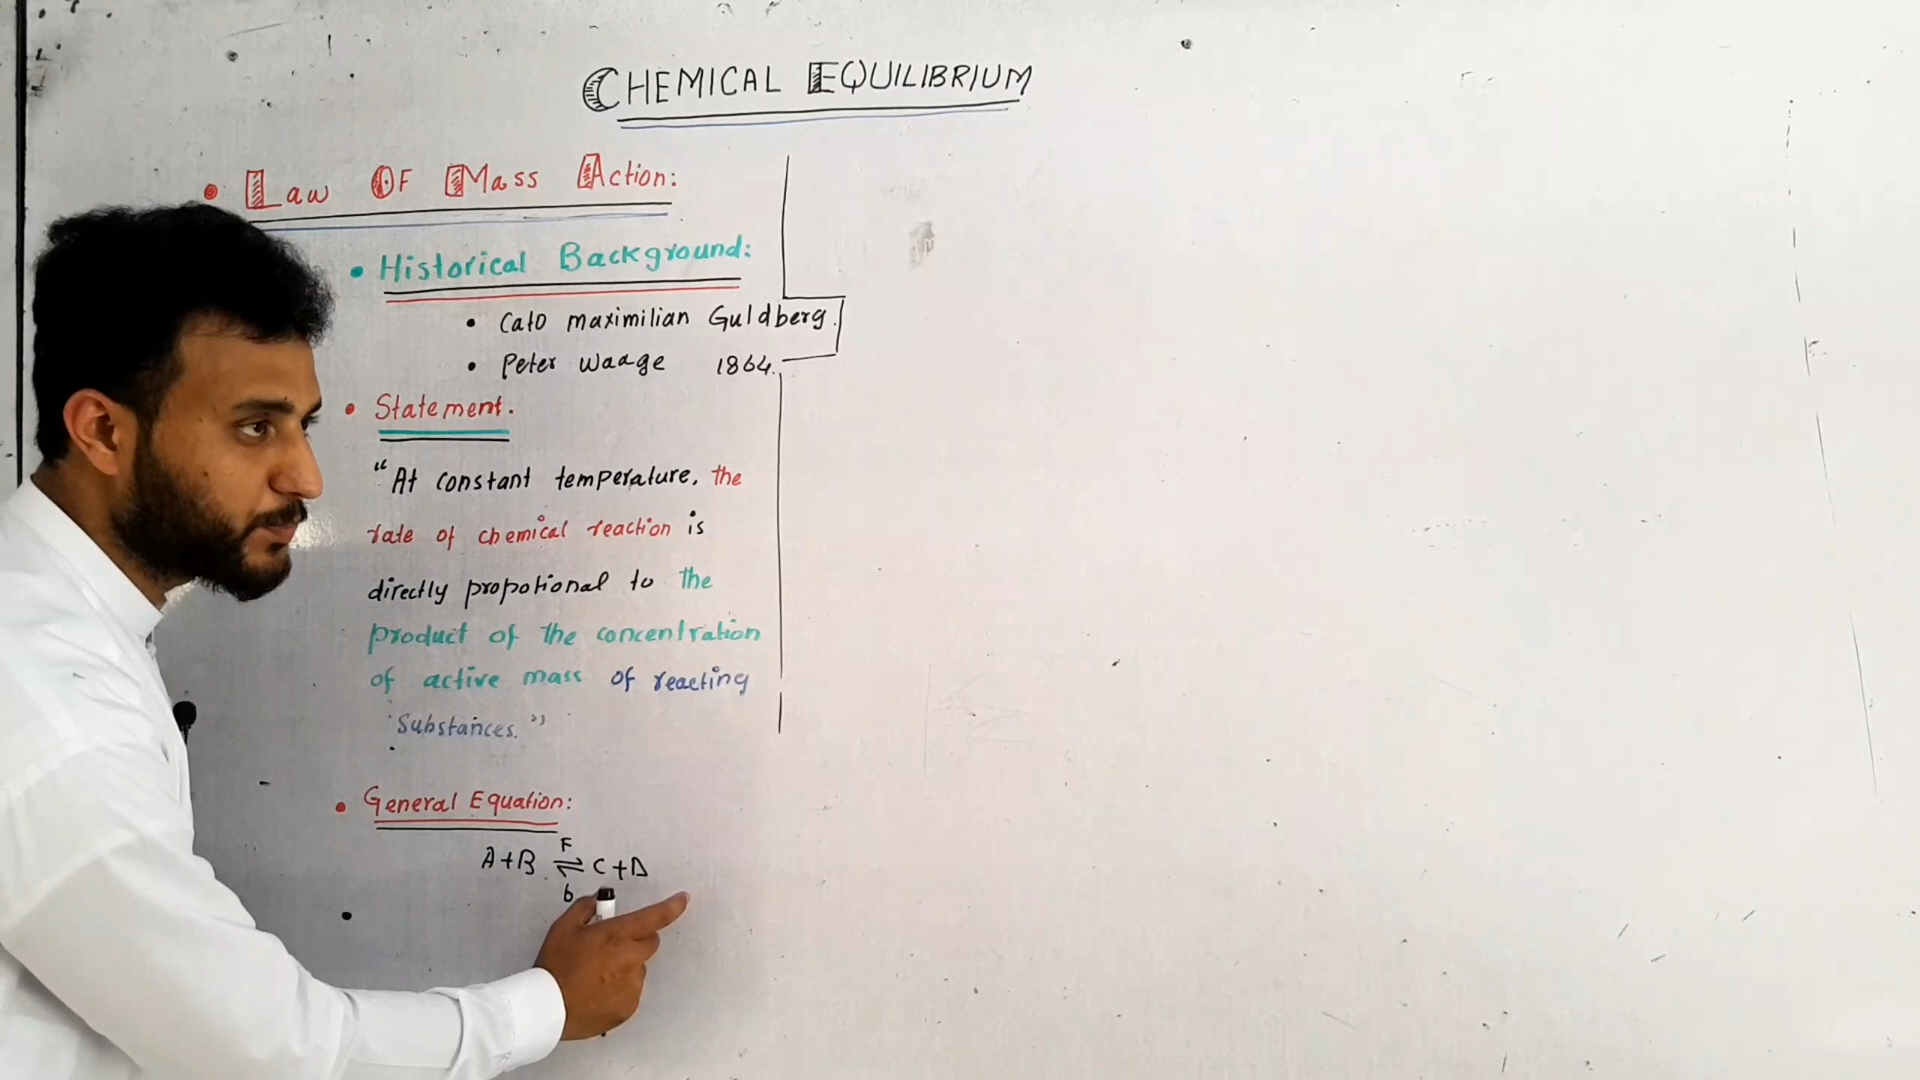 CHEMICAL EQUILIBRIUM
• Law Of Mass Action:
• Historical Background:
• Cato maximilian Guldberg.
• Peter Waage 1864.
• Statement.
"At constant temperature, the
rate of chemical reaction is
directly propotional to the
product of the concentration
of active mass of reacting
substances."
• General Equation:
F
A+B ⇌ C+D
b